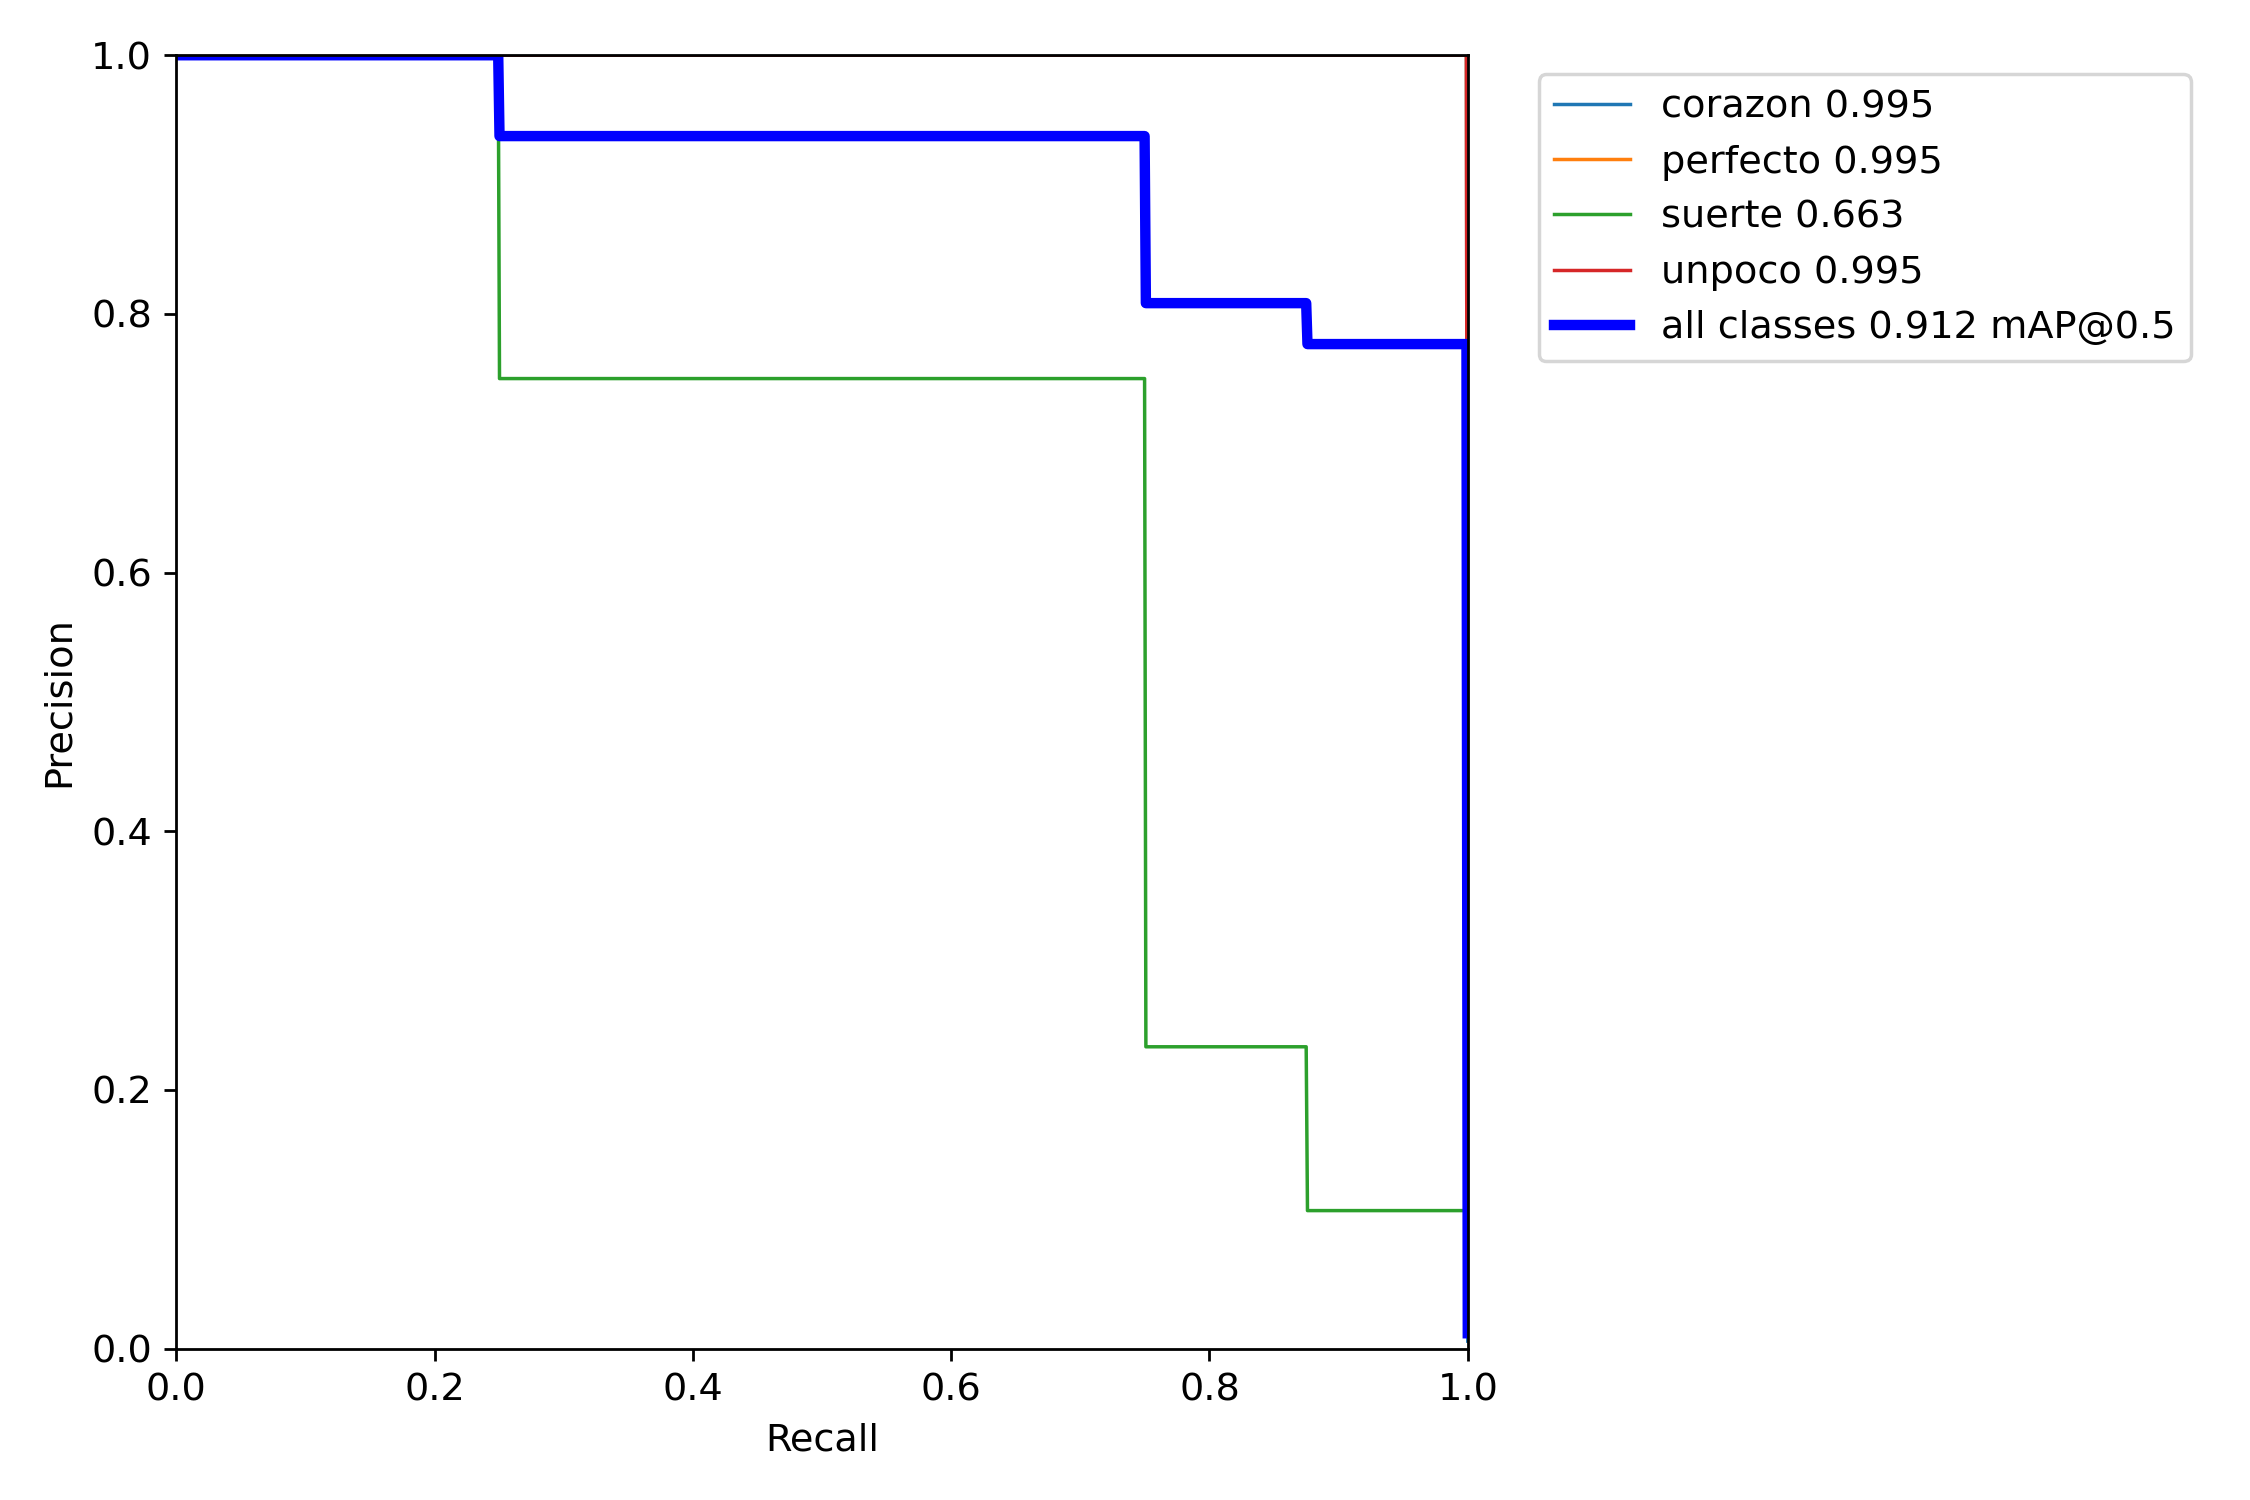 1.0
0.8
0.6
0.4
0.2
0.0
Precision
0.0 0.2 0.4 0.6 0.8 1.0
Recall
corazon 0.995
perfecto 0.995
suerte 0.663
unpoco 0.995
all classes 0.912 mAP@0.5